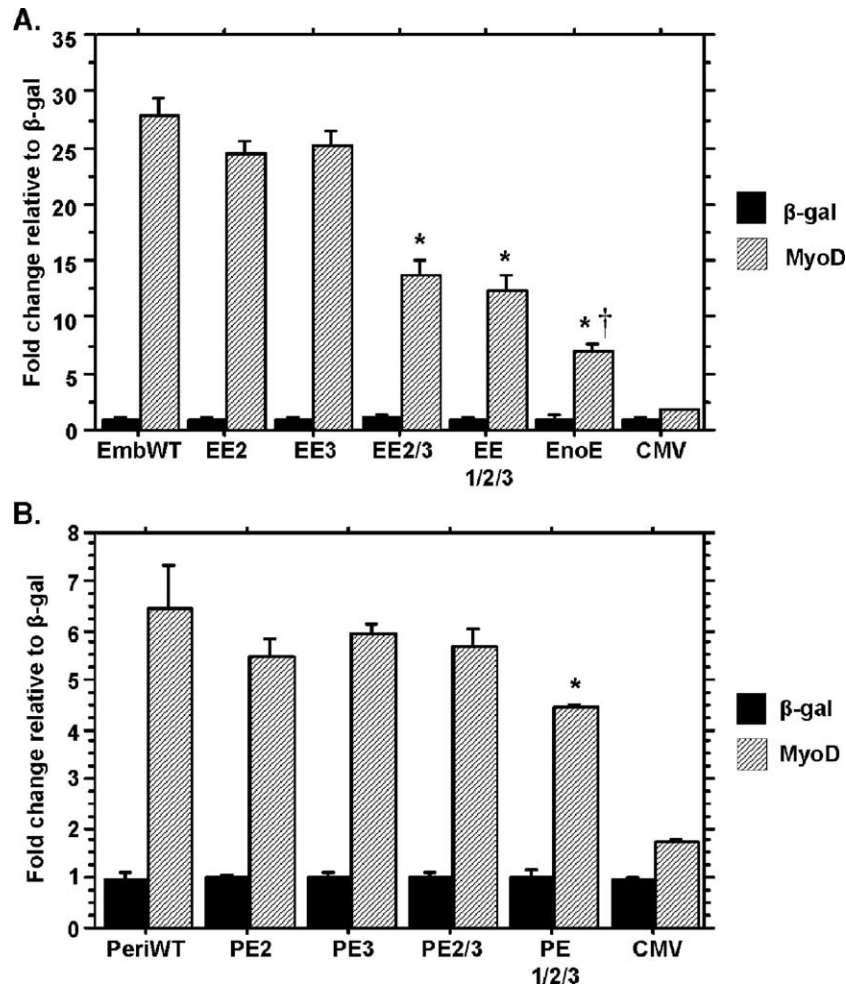 A.
Fold change relative to β-gal
35
30
25
20
15
10
5
0
* * * †
EmbWT EE2 EE3 EE2/3 EE 1/2/3 EnoE CMV
β-gal
MyoD
B.
Fold change relative to β-gal
8
7
6
5
4
3
2
1
0
*
PeriWT PE2 PE3 PE2/3 PE 1/2/3 CMV
β-gal
MyoD